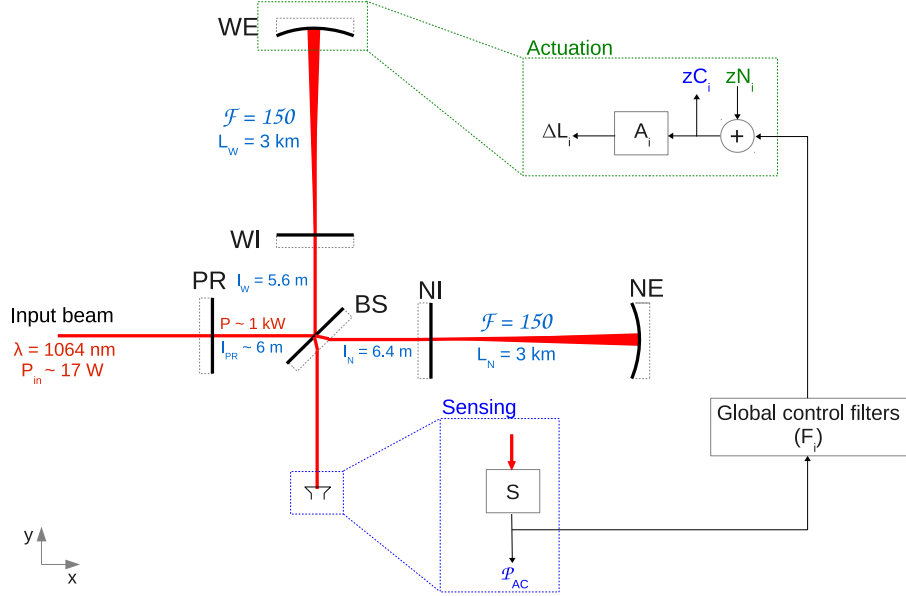 WE
Actuation
zC_i
zN_i
ΔL_i
A_i
+
ℱ = 150
L_W = 3 km
WI
PR
l_W = 5.6 m
BS
NI
NE
Input beam
P ~ 1 kW
ℱ = 150
λ = 1064 nm
l_PR ~ 6 m
l_N = 6.4 m
L_N = 3 km
P_in ~ 17 W
Sensing
Global control filters
(F_i)
S
y
x
𝒫_AC